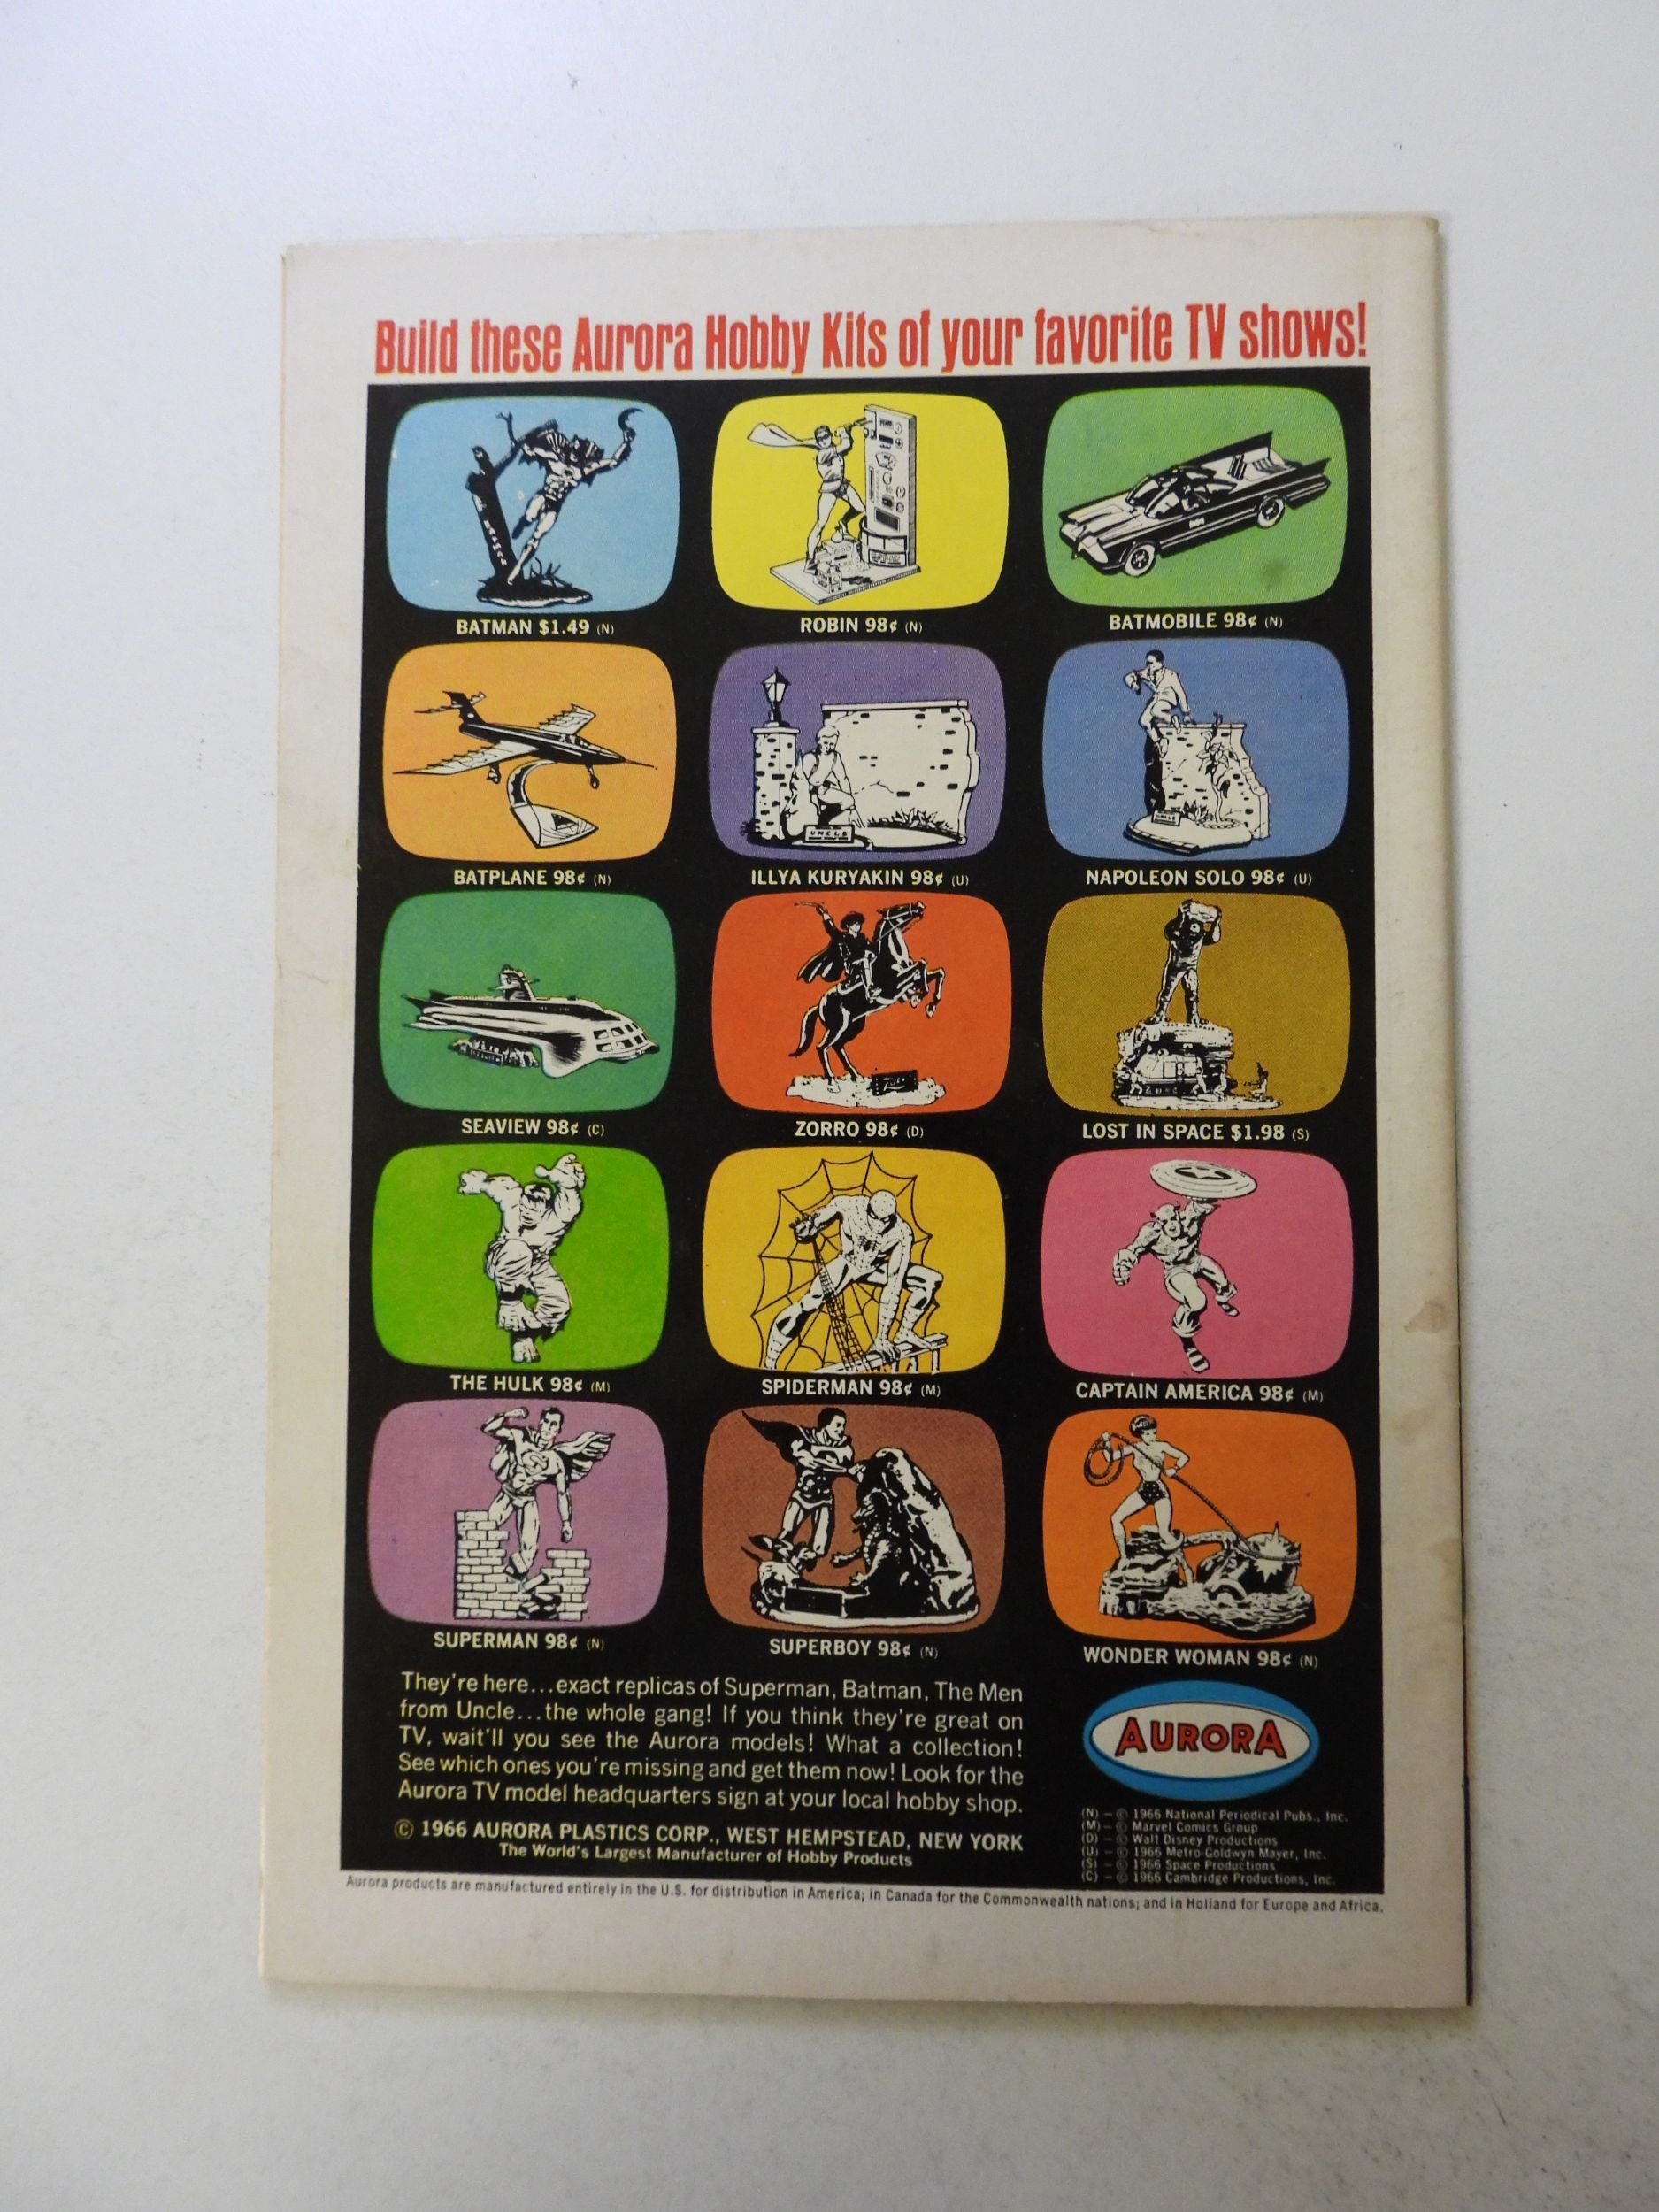 Build these Aurora Hobby Kits of your favorite TV shows!
BATMAN $1.49 (N)
ROBIN 98¢ (N)
BATMOBILE 98¢ (N)
UNCLE
BATPLANE 98¢ (N)
ILLYA KURYAKIN 98¢ (U)
NAPOLEON SOLO 98¢ (U)
SEAVIEW 98¢ (C)
ZORRO 98¢ (D)
LOST IN SPACE $1.98 (S)
THE HULK 98¢ (M)
SPIDERMAN 98¢ (M)
CAPTAIN AMERICA 98¢ (M)
SUPERMAN 98¢ (N)
SUPERBOY 98¢ (N)
WONDER WOMAN 98¢ (N)
They're here...exact replicas of Superman, Batman, The Men
from Uncle...the whole gang! If you think they're great on
TV, wait'll you see the Aurora models! What a collection!
See which ones you're missing and get them now! Look for the
Aurora TV model headquarters sign at your local hobby shop.
© 1966 AURORA PLASTICS CORP., WEST HEMPSTEAD, NEW YORK
The World's Largest Manufacturer of Hobby Products
AURORA
(N) – © 1966 National Periodical Pubs., Inc.
(M) – © Marvel Comics Group
(D) – © Walt Disney Productions
(U) – © 1966 Metro-Goldwyn Mayer, Inc.
(S) – © 1966 Space Productions
(C) – © 1966 Cambridge Productions, Inc.
Aurora products are manufactured entirely in the U.S. for distribution in America; in Canada for the Commonwealth nations; and in Holland for Europe and Africa.